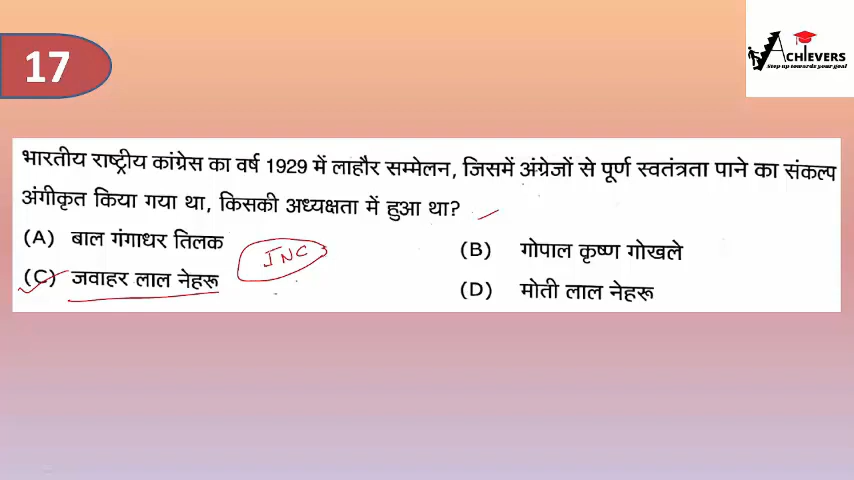 17
ACHIEVERS
Step up towards your goal
भारतीय राष्ट्रीय कांग्रेस का वर्ष 1929 में लाहौर सम्मेलन, जिसमें अंग्रेजों से पूर्ण स्वतंत्रता पाने का संकल्प
अंगीकृत किया गया था, किसकी अध्यक्षता में हुआ था?
(A) बाल गंगाधर तिलक
(B) गोपाल कृष्ण गोखले
INC
(C) जवाहर लाल नेहरू
(D) मोती लाल नेहरू